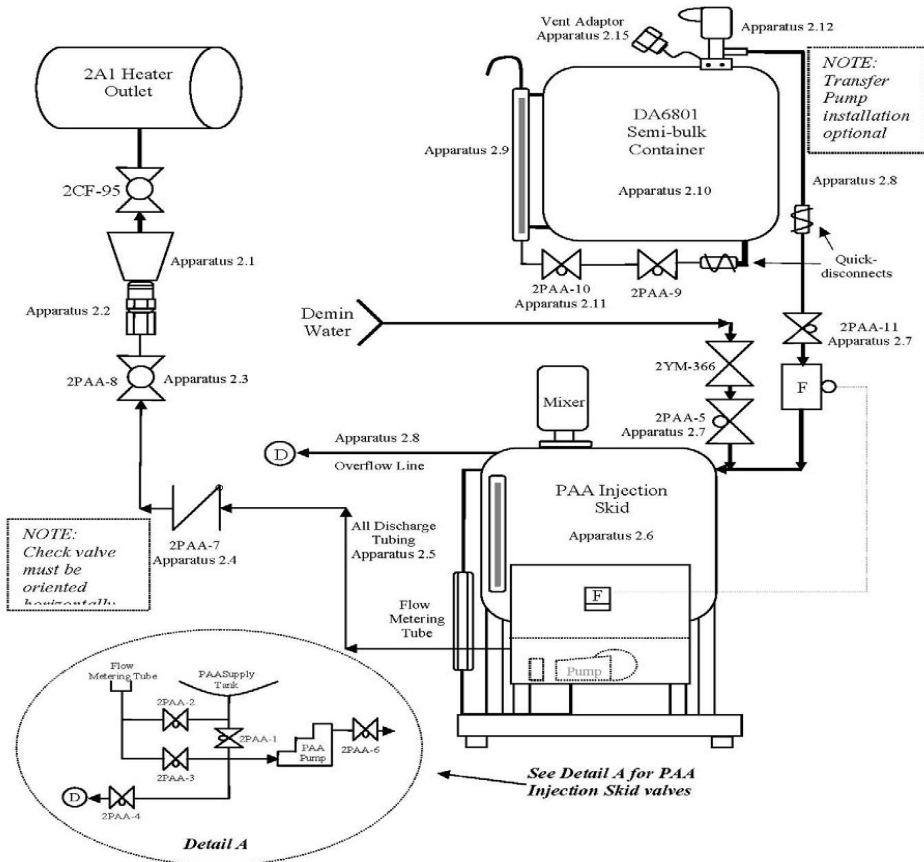 Vent Adaptor
Apparatus 2.15
Apparatus 2.12
2A1 Heater
Outlet
NOTE:
Transfer
Pump
installation
optional
DA6801
Semi-bulk
Container
Apparatus 2.10
Apparatus 2.9
Apparatus 2.8
2CF-95
Apparatus 2.1
Quick-
disconnects
2PAA-10
Apparatus 2.11
2PAA-9
Apparatus 2.2
Demin
Water
2PAA-11
Apparatus 2.7
2YM-366
2PAA-8
Apparatus 2.3
F
Mixer
2PAA-5
Apparatus 2.7
D
Apparatus 2.8
Overflow Line
PAA Injection
Skid
Apparatus 2.6
NOTE:
Check valve
must be
oriented
horizontally
2PAA-7
Apparatus 2.4
All Discharge
Tubing
Apparatus 2.5
F
Flow
Metering
Tube
Pump
Flow
Metering Tube
PAASupply
Tank
2PAA-2
2PAA-1
PAA
Pump
2PAA-6
2PAA-3
D
2PAA-4
Detail A
See Detail A for PAA
Injection Skid valves